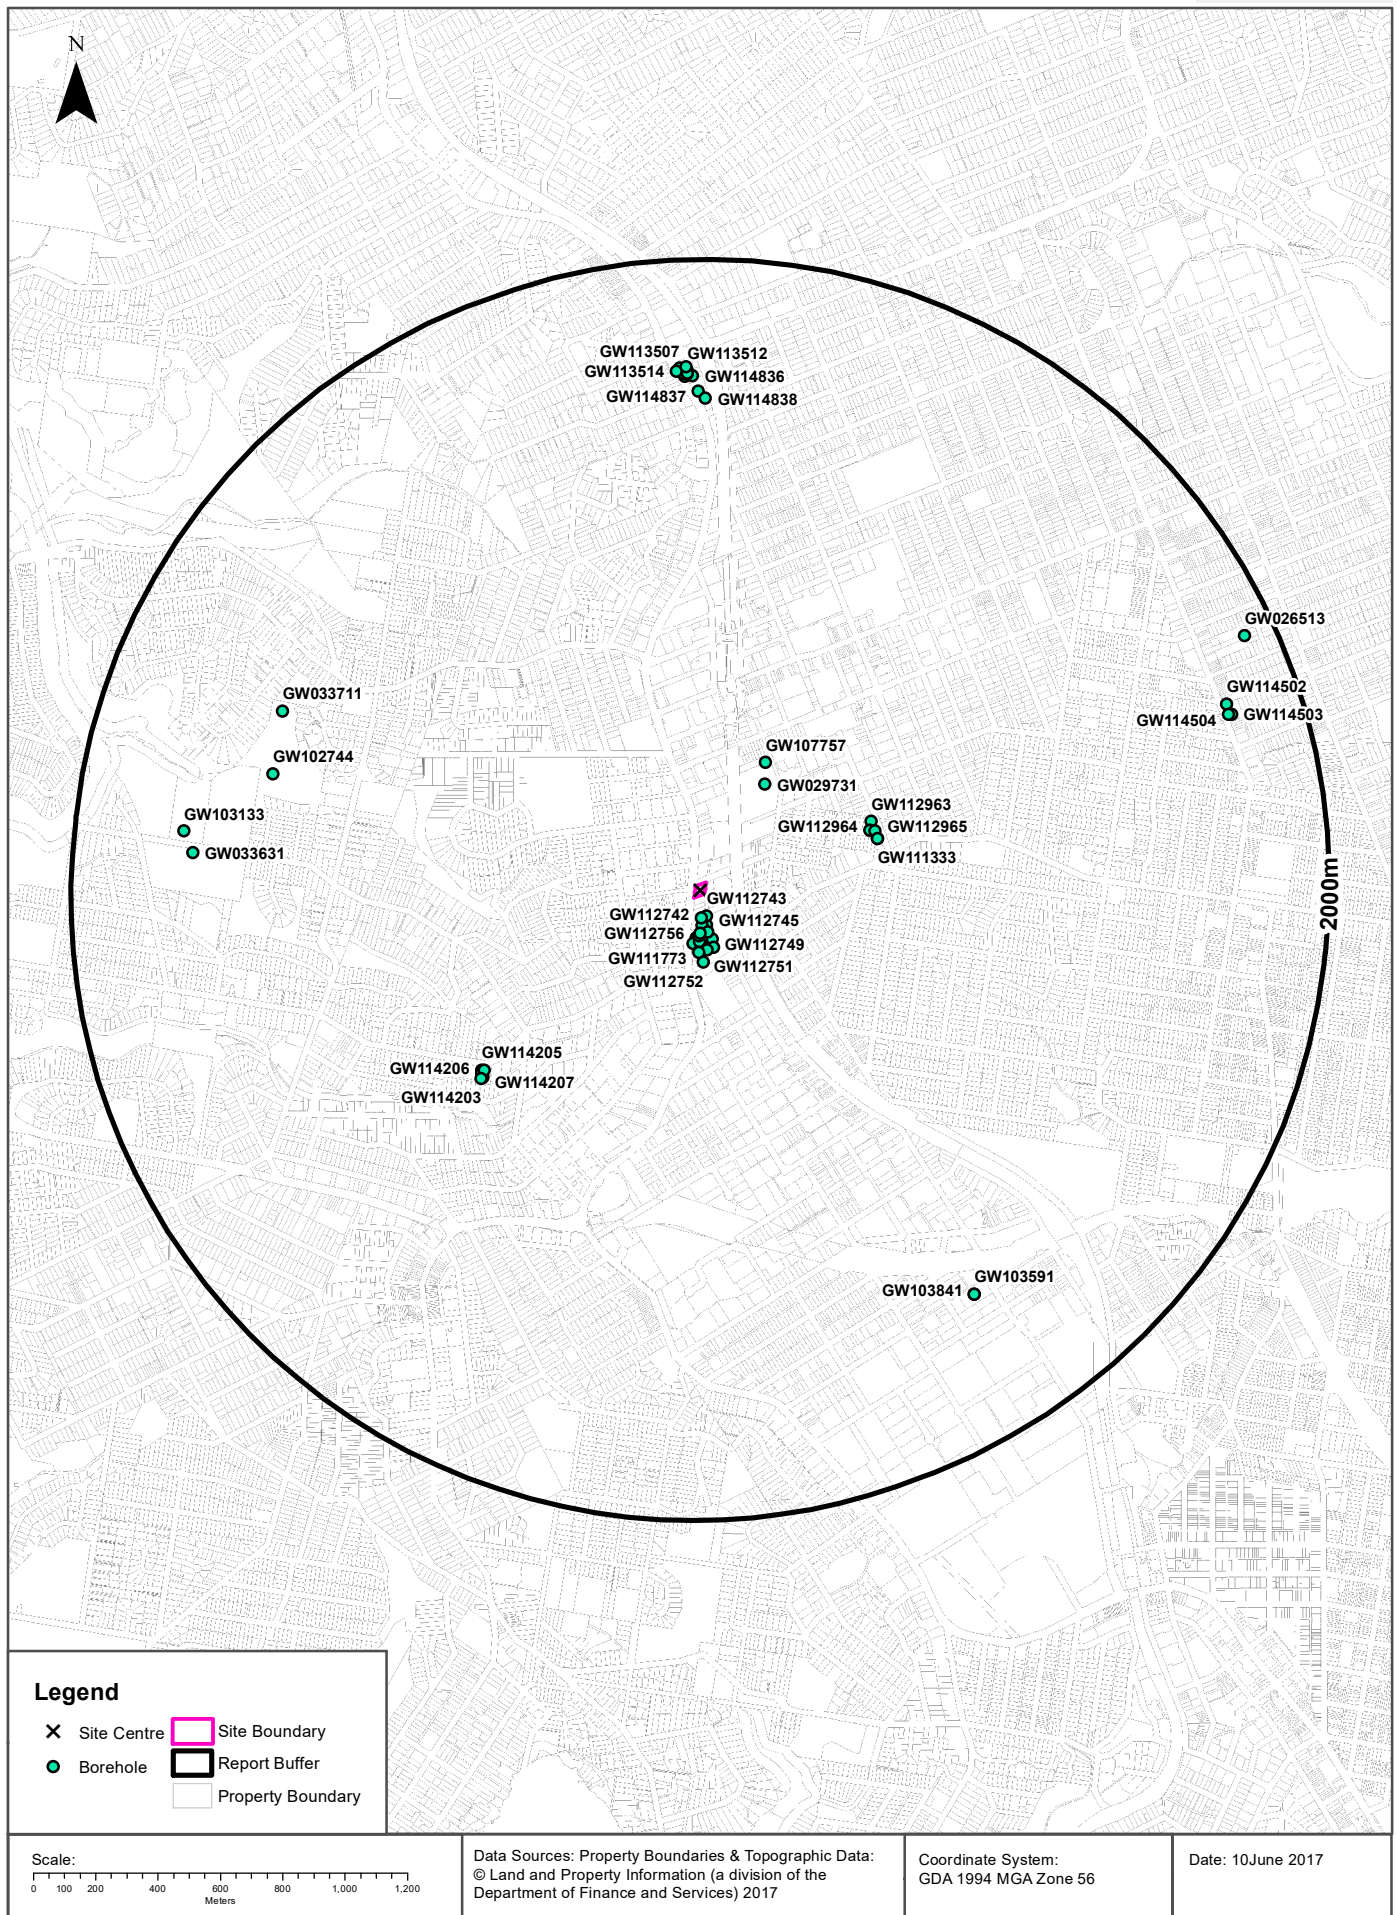 N
GW113507
GW113512
GW113514
GW114836
GW114837
GW114838
GW026513
GW114502
GW114504
GW114503
GW033711
GW102744
GW107757
GW029731
GW103133
GW033631
GW112963
GW112964
GW112965
GW111333
2000m
GW112743
GW112742
GW112745
GW112756
GW112749
GW111773
GW112751
GW112752
GW114205
GW114206
GW114207
GW114203
GW103591
GW103841
Legend
Site Centre
Site Boundary
Borehole
Report Buffer
Property Boundary
Scale:
0 100 200 400 600 800 1,000 1,200
Meters
Data Sources: Property Boundaries & Topographic Data:
© Land and Property Information (a division of the
Department of Finance and Services) 2017
Coordinate System:
GDA 1994 MGA Zone 56
Date: 10June 2017